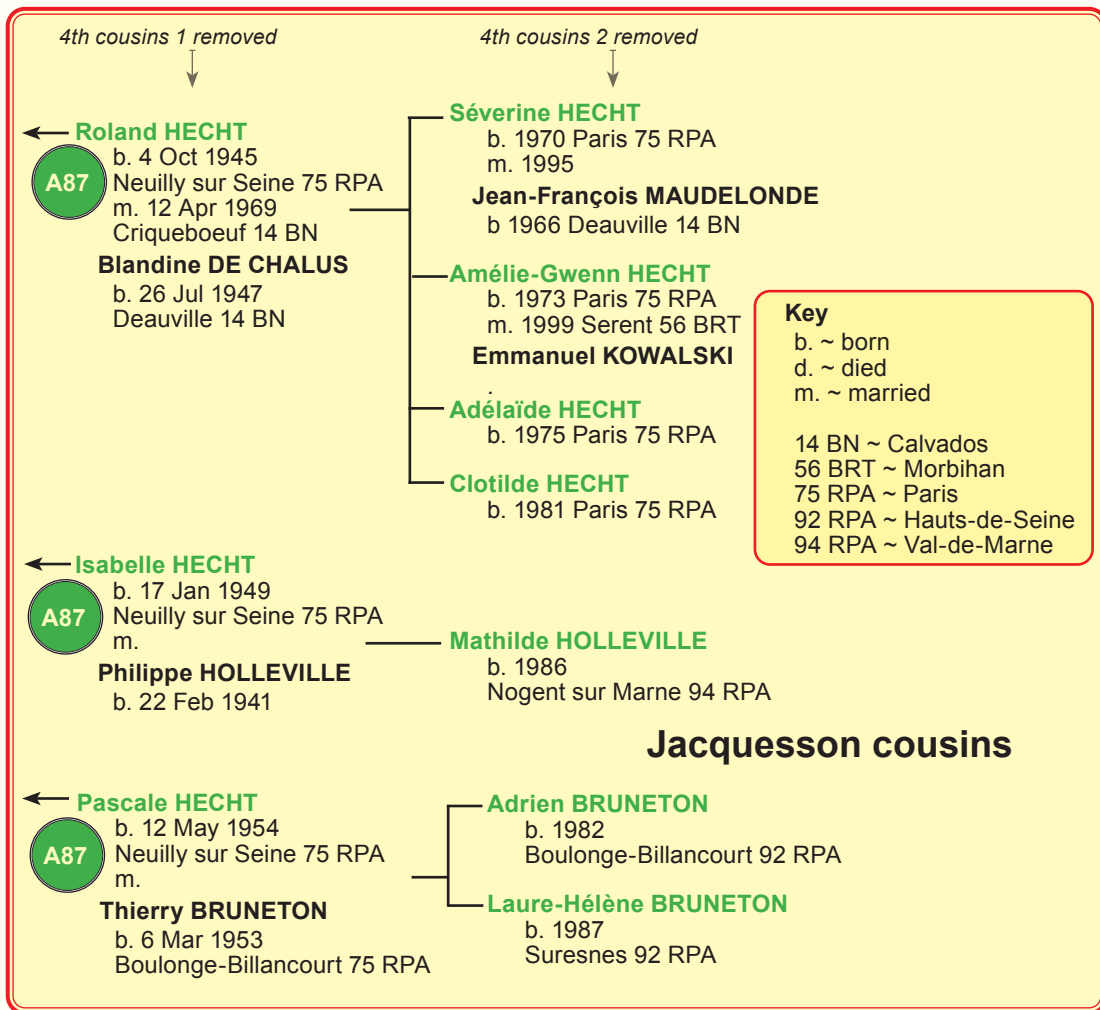 4th cousins 1 removed
4th cousins 2 removed
Roland HECHT
A87
b. 4 Oct 1945
Neuilly sur Seine 75 RPA
m. 12 Apr 1969
Criqueboeuf 14 BN
Blandine DE CHALUS
b. 26 Jul 1947
Deauville 14 BN
Séverine HECHT
b. 1970 Paris 75 RPA
m. 1995
Jean-François MAUDELONDE
b 1966 Deauville 14 BN
Amélie-Gwenn HECHT
b. 1973 Paris 75 RPA
m. 1999 Serent 56 BRT
Emmanuel KOWALSKI
.
Adélaïde HECHT
b. 1975 Paris 75 RPA
Clotilde HECHT
b. 1981 Paris 75 RPA
Key
b. ~ born
d. ~ died
m. ~ married
14 BN ~ Calvados
56 BRT ~ Morbihan
75 RPA ~ Paris
92 RPA ~ Hauts-de-Seine
94 RPA ~ Val-de-Marne
Isabelle HECHT
A87
b. 17 Jan 1949
Neuilly sur Seine 75 RPA
m.
Philippe HOLLEVILLE
b. 22 Feb 1941
Mathilde HOLLEVILLE
b. 1986
Nogent sur Marne 94 RPA
Jacquesson cousins
Pascale HECHT
A87
b. 12 May 1954
Neuilly sur Seine 75 RPA
m.
Thierry BRUNETON
b. 6 Mar 1953
Boulonge-Billancourt 75 RPA
Adrien BRUNETON
b. 1982
Boulonge-Billancourt 92 RPA
Laure-Hélène BRUNETON
b. 1987
Suresnes 92 RPA